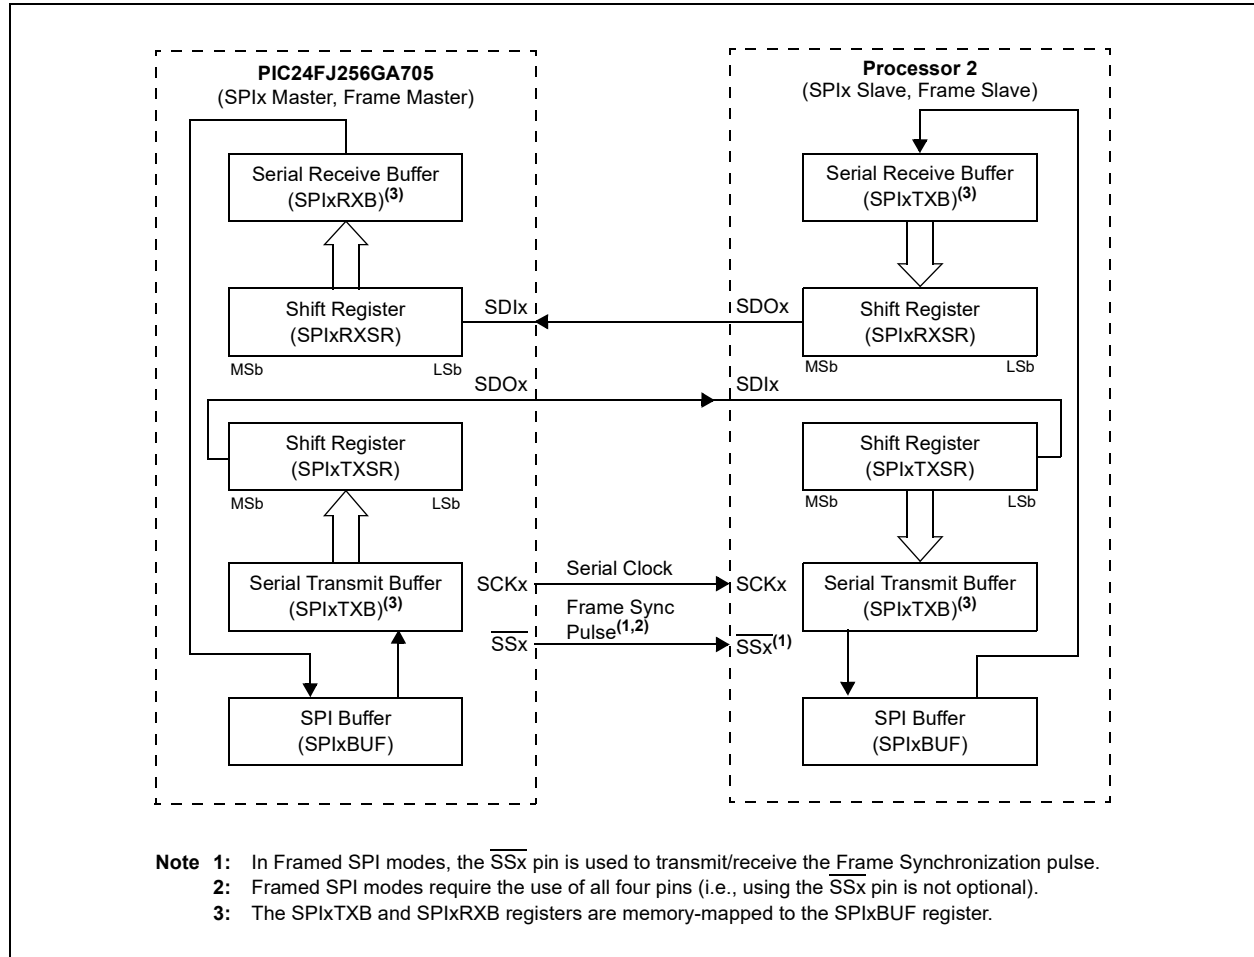 PIC24FJ256GA705
(SPIx Master, Frame Master)
Serial Receive Buffer
(SPIxRXB)(3)
Shift Register
(SPIxRXSR)
MSb LSb
SDIx
SDOx
Shift Register
(SPIxTXSR)
MSb LSb
Serial Transmit Buffer
(SPIxTXB)(3)
SPI Buffer
(SPIxBUF)
SCKx
SSx
Serial Clock
Frame Sync
Pulse(1,2)
Processor 2
(SPIx Slave, Frame Slave)
Serial Receive Buffer
(SPIxTXB)(3)
SDOx
Shift Register
(SPIxRXSR)
MSb LSb
SDIx
Shift Register
(SPIxTXSR)
MSb LSb
SCKx
SSx(1)
Serial Transmit Buffer
(SPIxTXB)(3)
SPI Buffer
(SPIxBUF)
Note 1: In Framed SPI modes, the SSx pin is used to transmit/receive the Frame Synchronization pulse.
2: Framed SPI modes require the use of all four pins (i.e., using the SSx pin is not optional).
3: The SPIxTXB and SPIxRXB registers are memory-mapped to the SPIxBUF register.